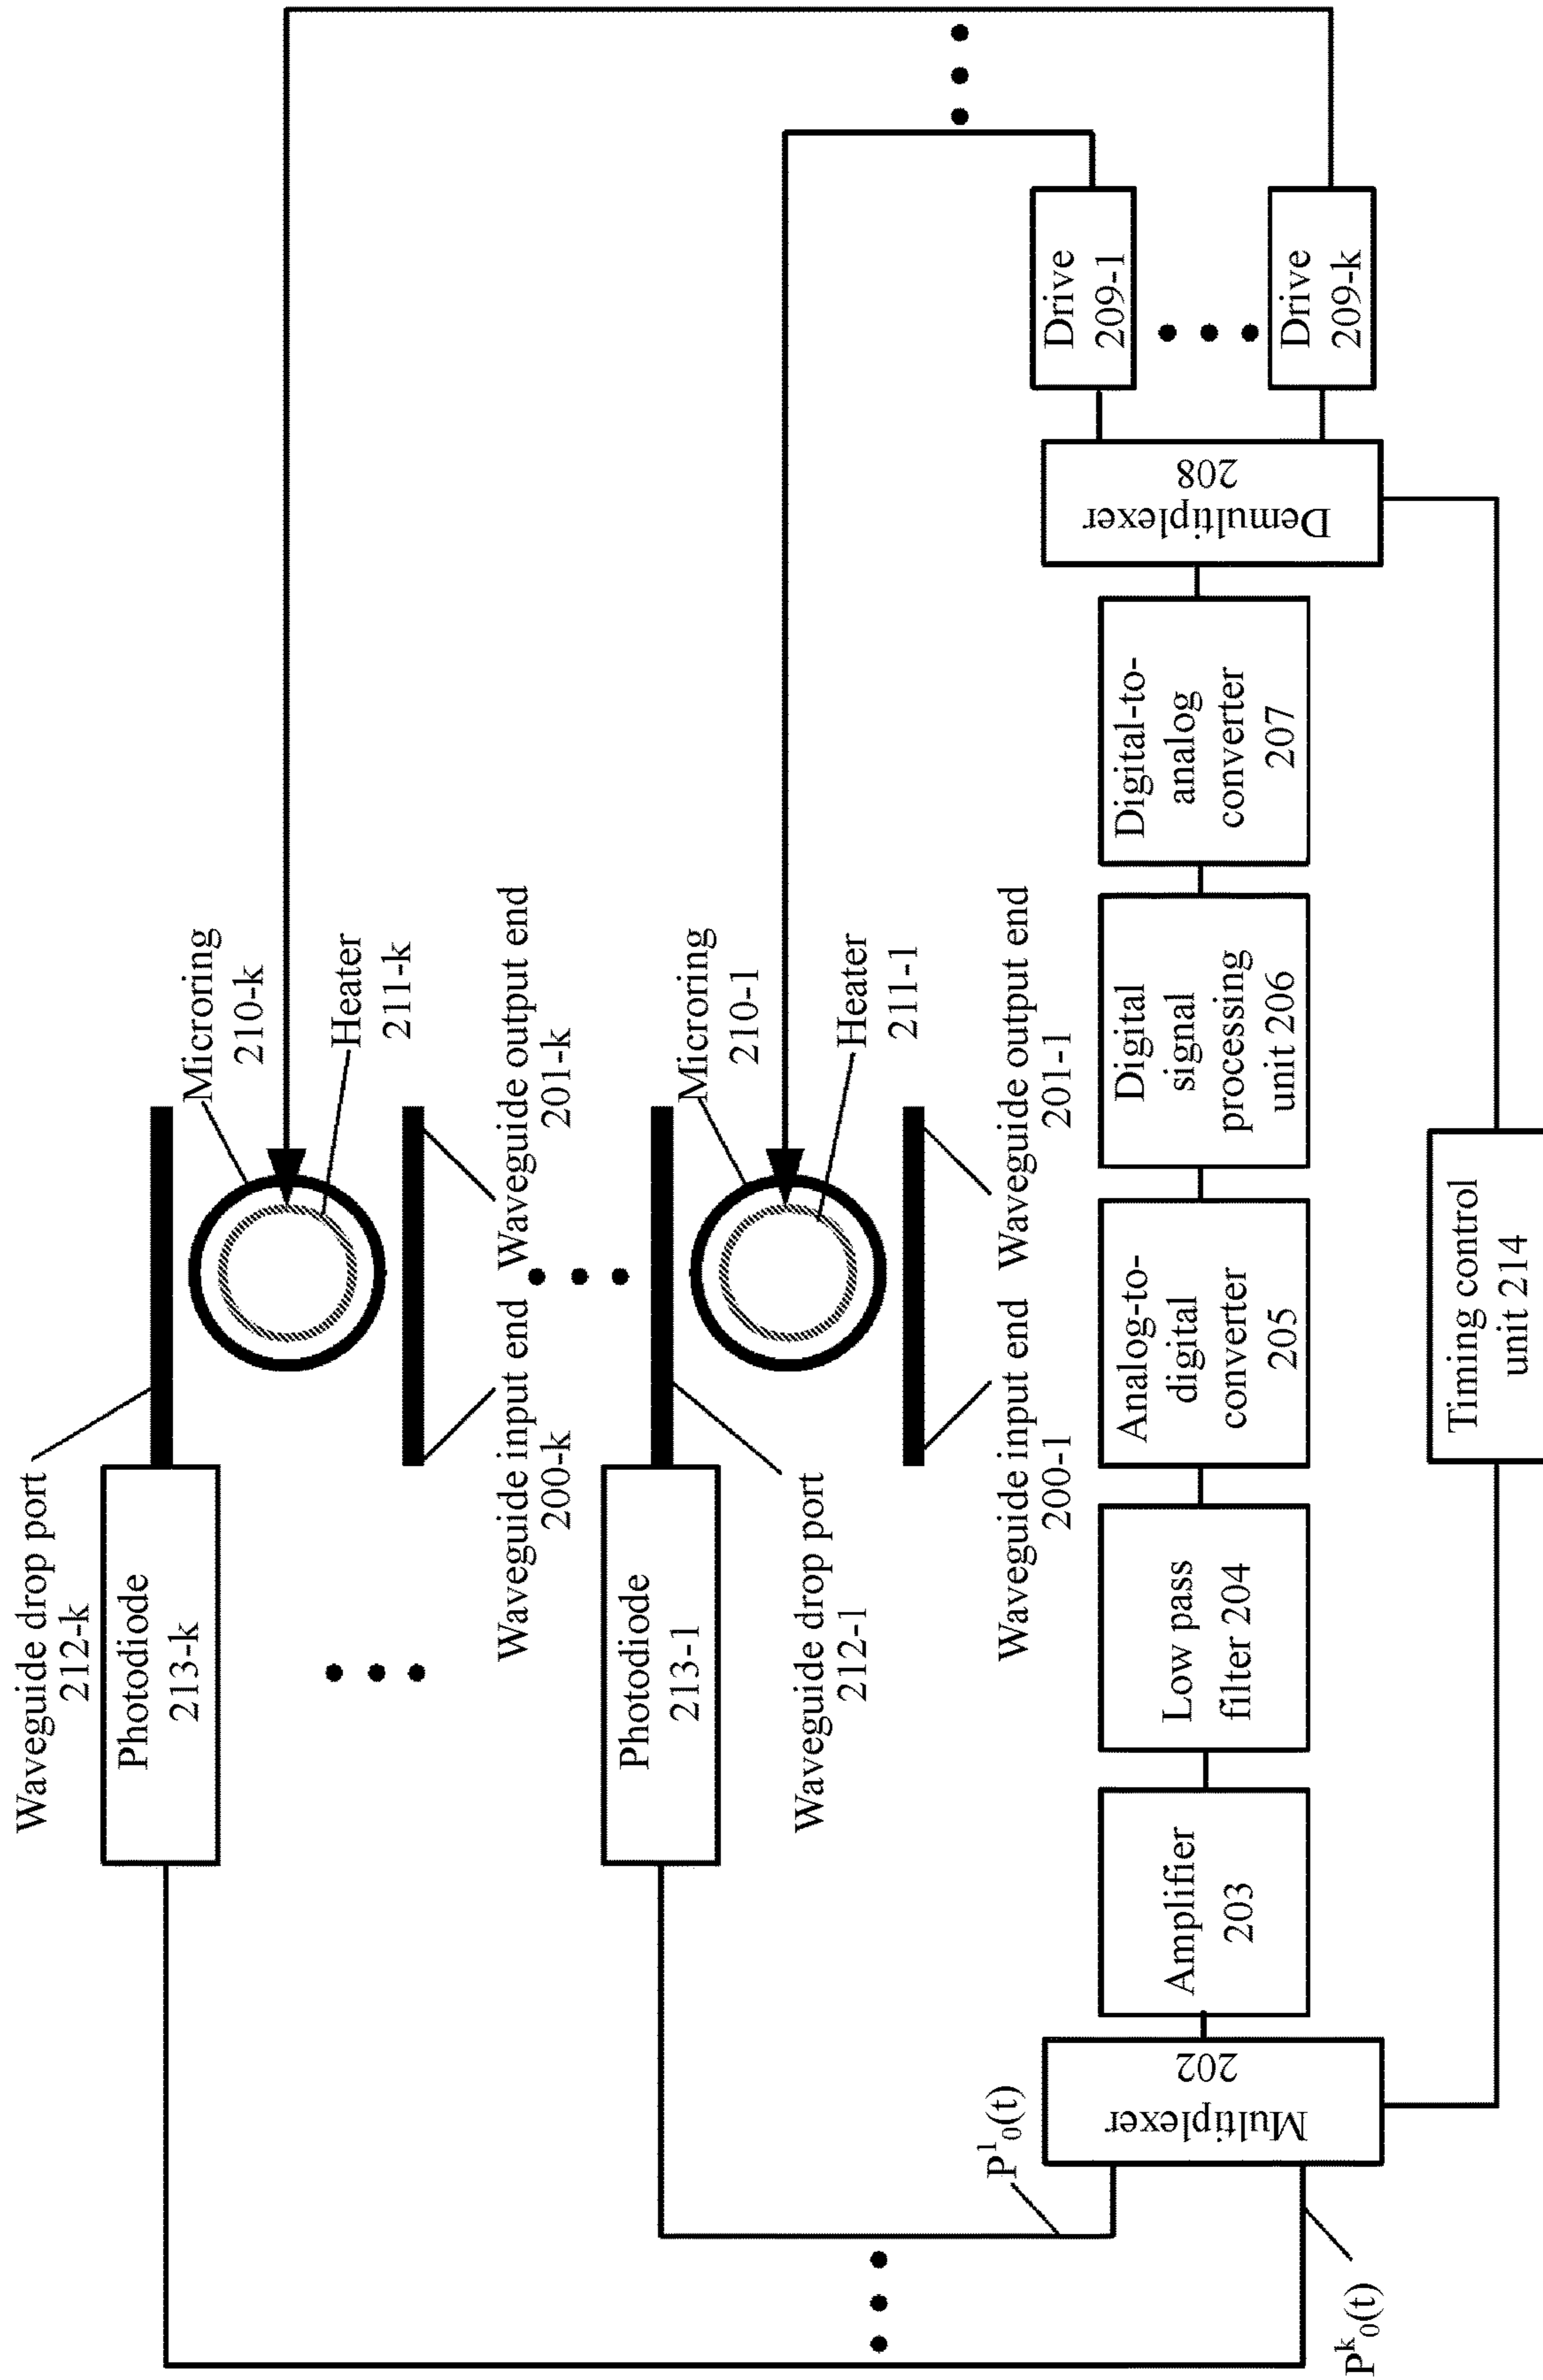 Waveguide drop port
212-k
Photodiode
213-k
Microring
210-k
Heater
211-k
Waveguide input end
200-k
Waveguide output end
201-k
Photodiode
213-1
Waveguide drop port
212-1
Microring
210-1
Heater
211-1
Waveguide input end
200-1
Waveguide output end
201-1
P¹₀(t)
Pᵏ₀(t)
Multiplexer
202
Amplifier
203
Low pass
filter 204
Analog-to-
digital
converter
205
Digital
signal
processing
unit 206
Digital-to-
analog
converter
207
Demultiplexer
208
Drive
209-1
Drive
209-k
Timing control
unit 214